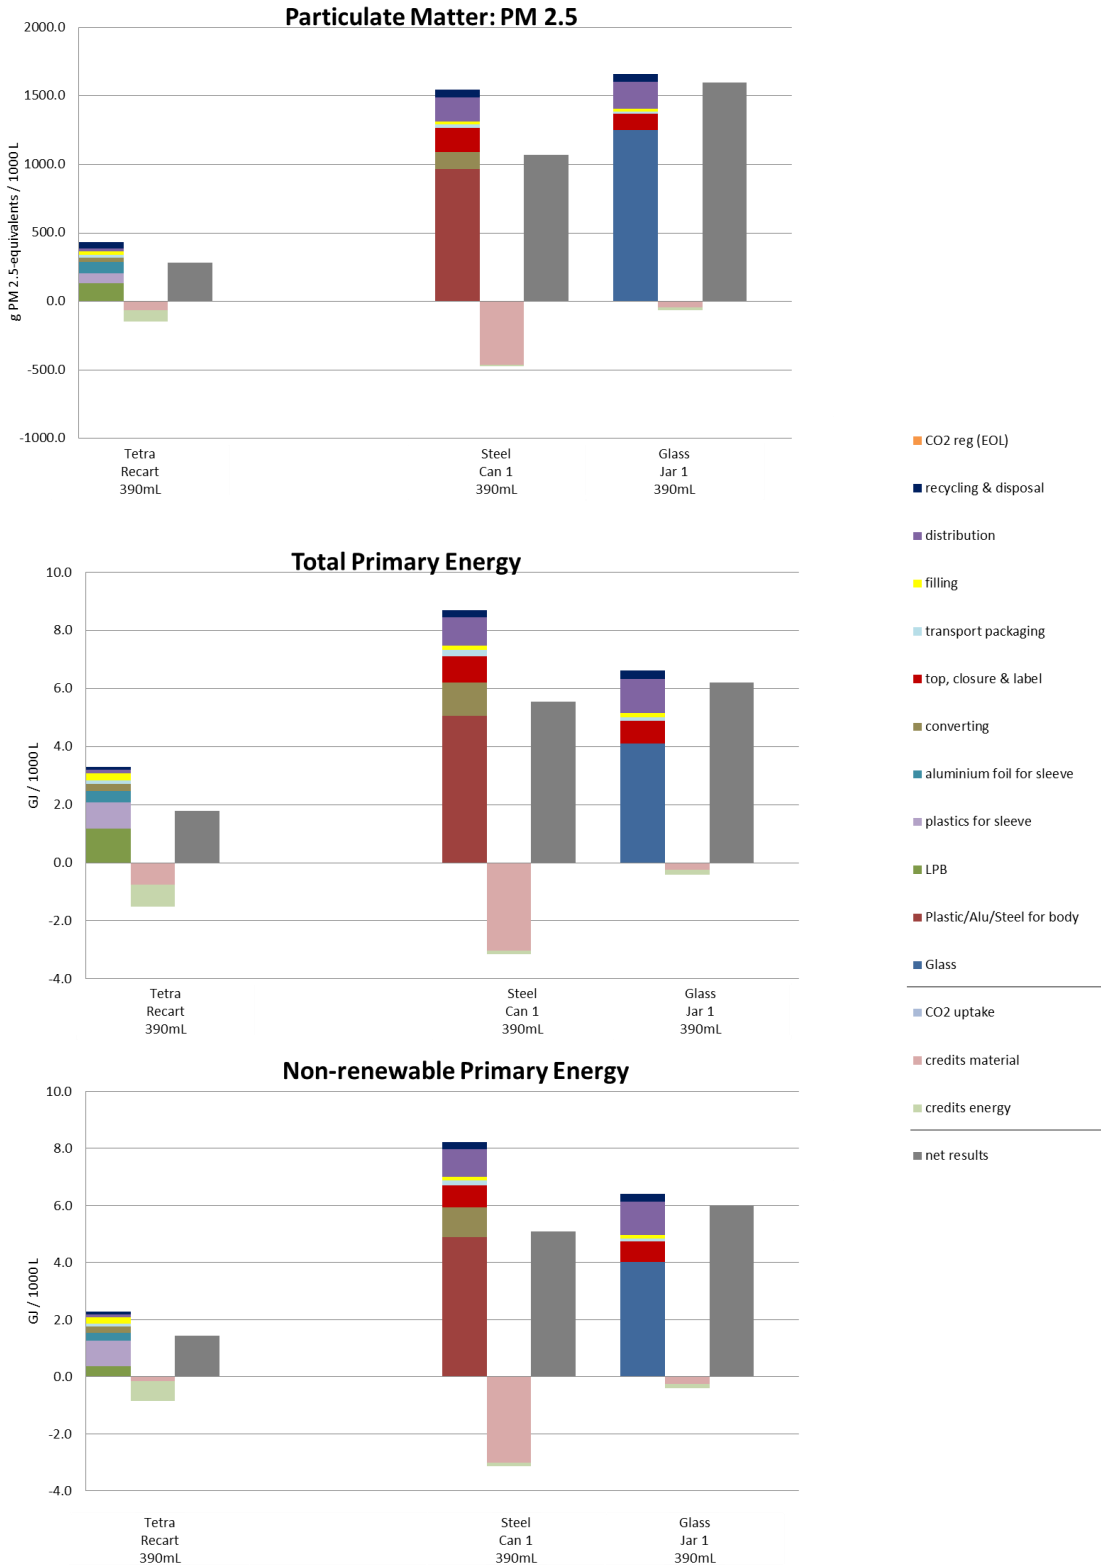 Particulate Matter: PM 2.5
g PM 2.5-equivalents / 1000 L
2000.0
1500.0
1000.0
500.0
0.0
-500.0
-1000.0
Tetra
Recart
390mL
Steel
Can 1
390mL
Glass
Jar 1
390mL
Total Primary Energy
GJ / 1000 L
10.0
8.0
6.0
4.0
2.0
0.0
-2.0
-4.0
Tetra
Recart
390mL
Steel
Can 1
390mL
Glass
Jar 1
390mL
Non-renewable Primary Energy
GJ / 1000 L
10.0
8.0
6.0
4.0
2.0
0.0
-2.0
-4.0
Tetra
Recart
390mL
Steel
Can 1
390mL
Glass
Jar 1
390mL
CO2 reg (EOL)
recycling & disposal
distribution
filling
transport packaging
top, closure & label
converting
aluminium foil for sleeve
plastics for sleeve
LPB
Plastic/Alu/Steel for body
Glass
CO2 uptake
credits material
credits energy
net results